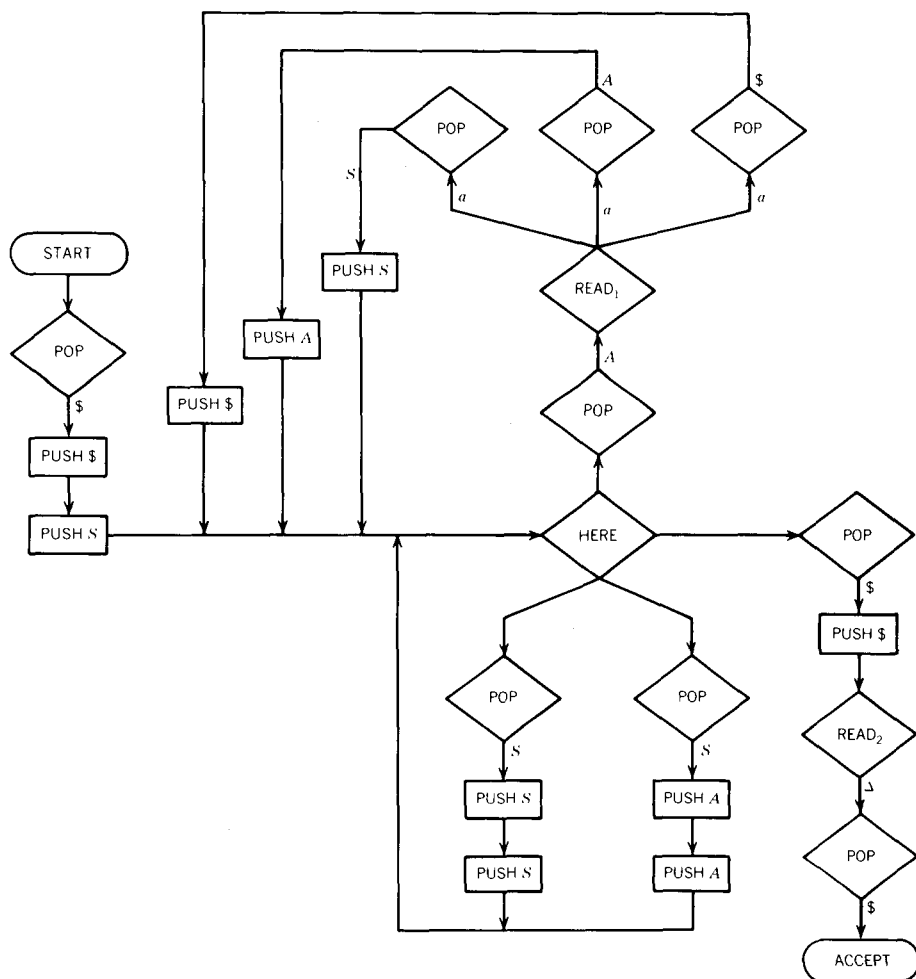 $
A
POP
POP
POP
S
a
a
a
START
PUSH S
READ₁
POP
PUSH A
A
PUSH $
POP
$
PUSH $
PUSH S
HERE
POP
$
PUSH $
POP
POP
READ₂
S
S
Λ
PUSH S
PUSH A
POP
PUSH S
PUSH A
$
ACCEPT